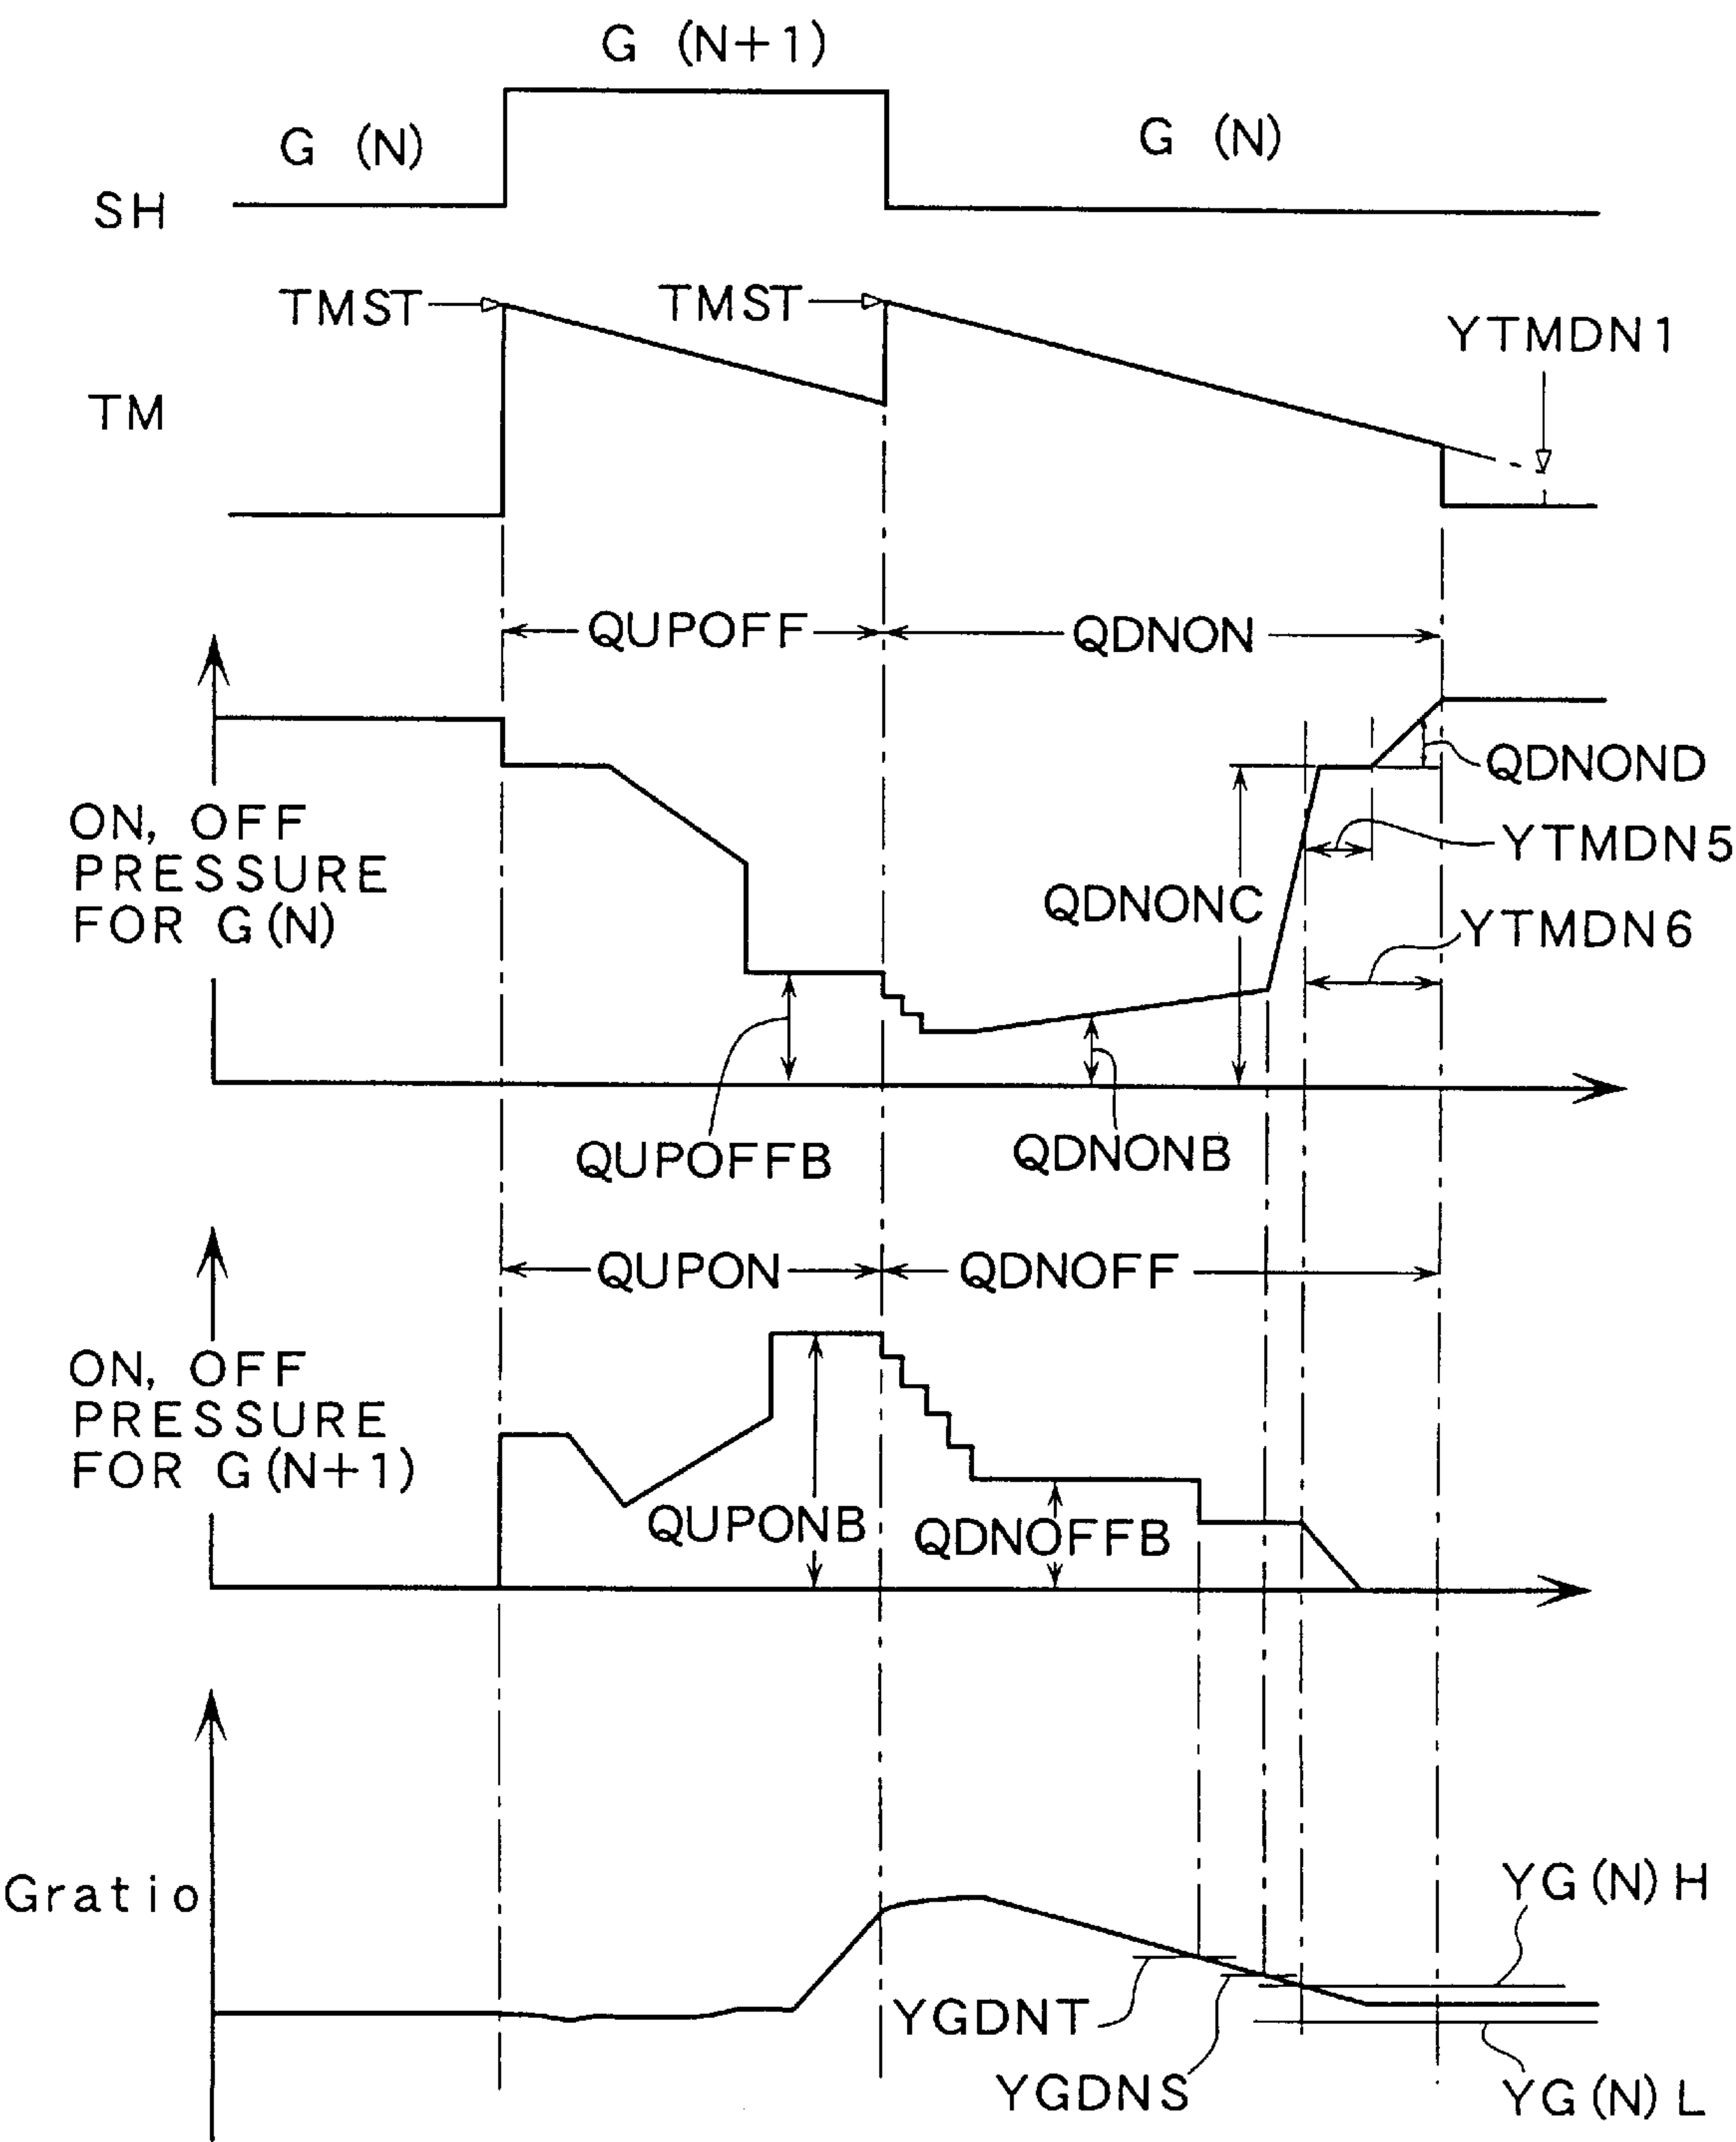 G (N+1)
G (N)
G (N)
SH
TMST
TMST
YTMDN1
TM
QUPOFF
QDNON
QDNOND
ON, OFF
PRESSURE
FOR G(N)
YTMDN5
QDNONC
YTMDN6
QUPOFFB
QDNONB
QUPON
QDNOFF
ON, OFF
PRESSURE
FOR G(N+1)
QUPONB
QDNOFFB
Gratio
YG(N)H
YGDNT
YGDNS
YG(N)L